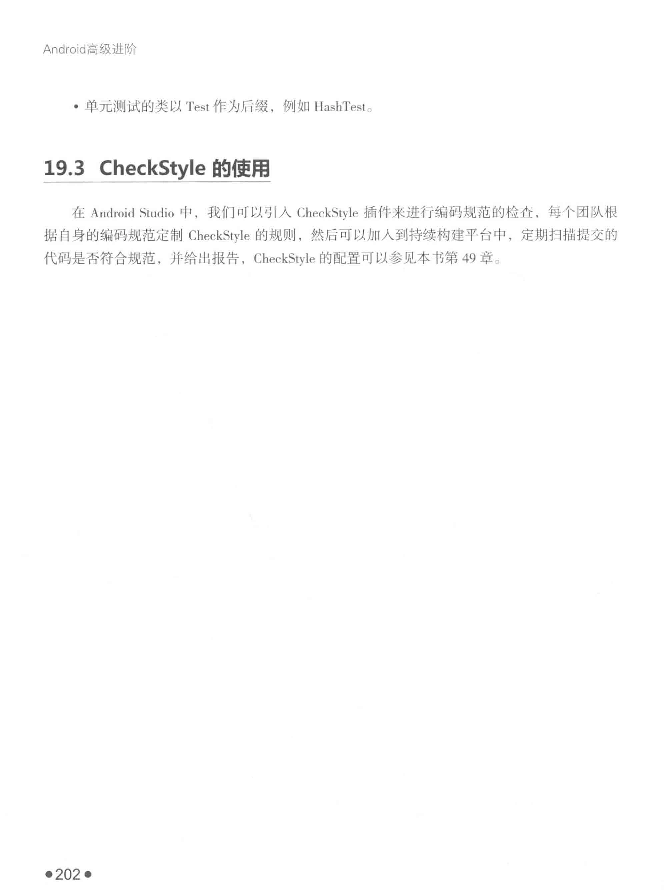 Android高级进阶
• 单元测试的类以 Test 作为后缀，例如 HashTest。
19.3 CheckStyle 的使用
在 Android Studio 中，我们可以引入 CheckStyle 插件来进行编码规范的检查，每个团队根
据自身的编码规范定制 CheckStyle 的规则，然后可以加入到持续构建平台中，定期扫描提交的
代码是否符合规范，并给出报告，CheckStyle 的配置可以参见本书第 49 章。
●202●